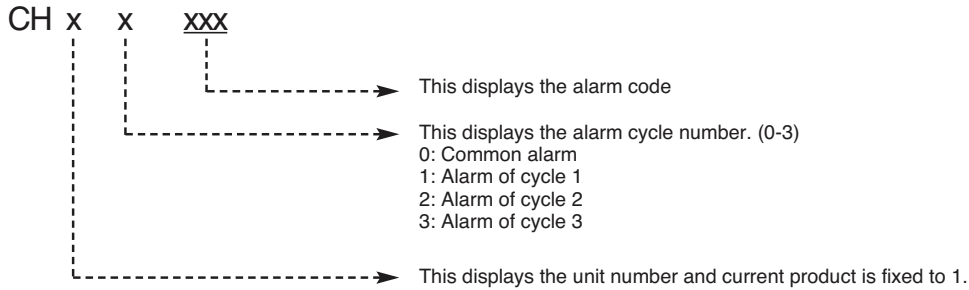 CH x x xxx
This displays the alarm code
This displays the alarm cycle number. (0-3)
0: Common alarm
1: Alarm of cycle 1
2: Alarm of cycle 2
3: Alarm of cycle 3
This displays the unit number and current product is fixed to 1.